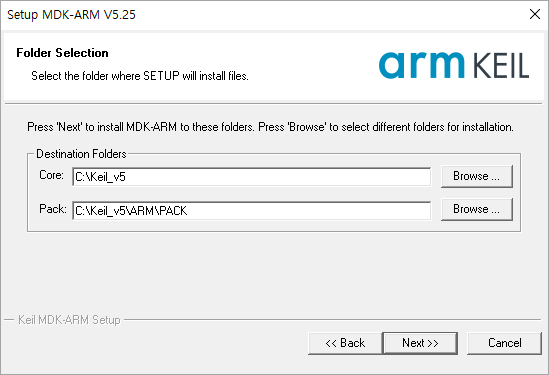 Setup MDK-ARM V5.25
Folder Selection
Select the folder where SETUP will install files.
arm KEIL
Press 'Next' to install MDK-ARM to these folders. Press 'Browse' to select different folders for installation.
Destination Folders
Core: C:\Keil_v5 Browse ...
Pack: C:\Keil_v5\ARM\PACK Browse ...
Keil MDK-ARM Setup
<< Back Next >> Cancel